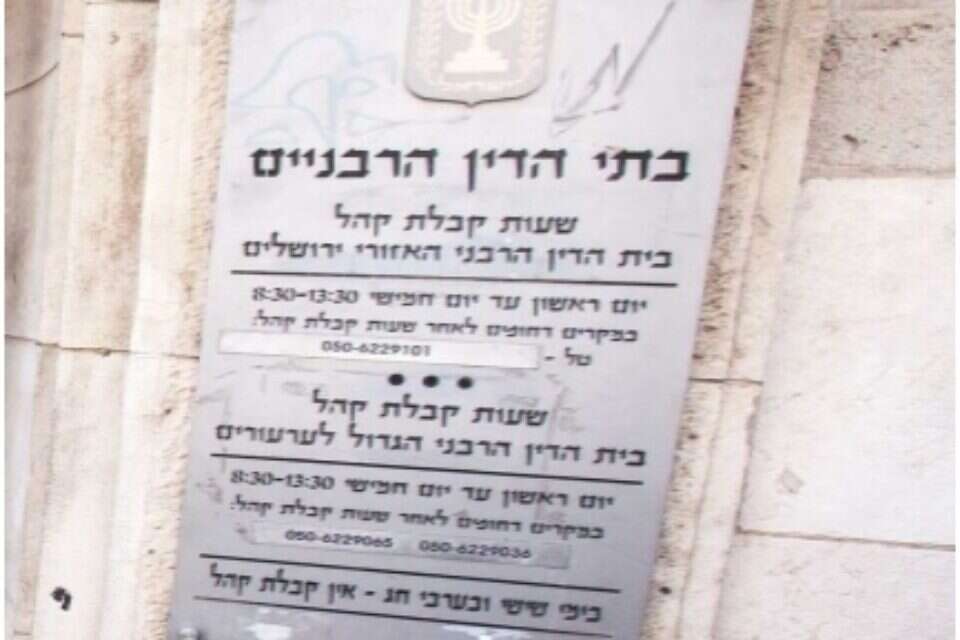 בתי הדין הרבניים
שעות קבלת קהל
בית הדין הרבני האזורי ירושלים
יום ראשון עד יום חמישי 8:30-13:30
במקרים דחופים לאחר שעות קבלת קהל:
טל - 050-6229101
שעות קבלת קהל
בית הדין הרבני הגדול לערעורים
יום ראשון עד יום חמישי 8:30-13:30
במקרים דחופים לאחר שעות קבלת קהל:
050-6229065 050-6229036
בימי שישי ובערבי חג - אין קבלת קהל